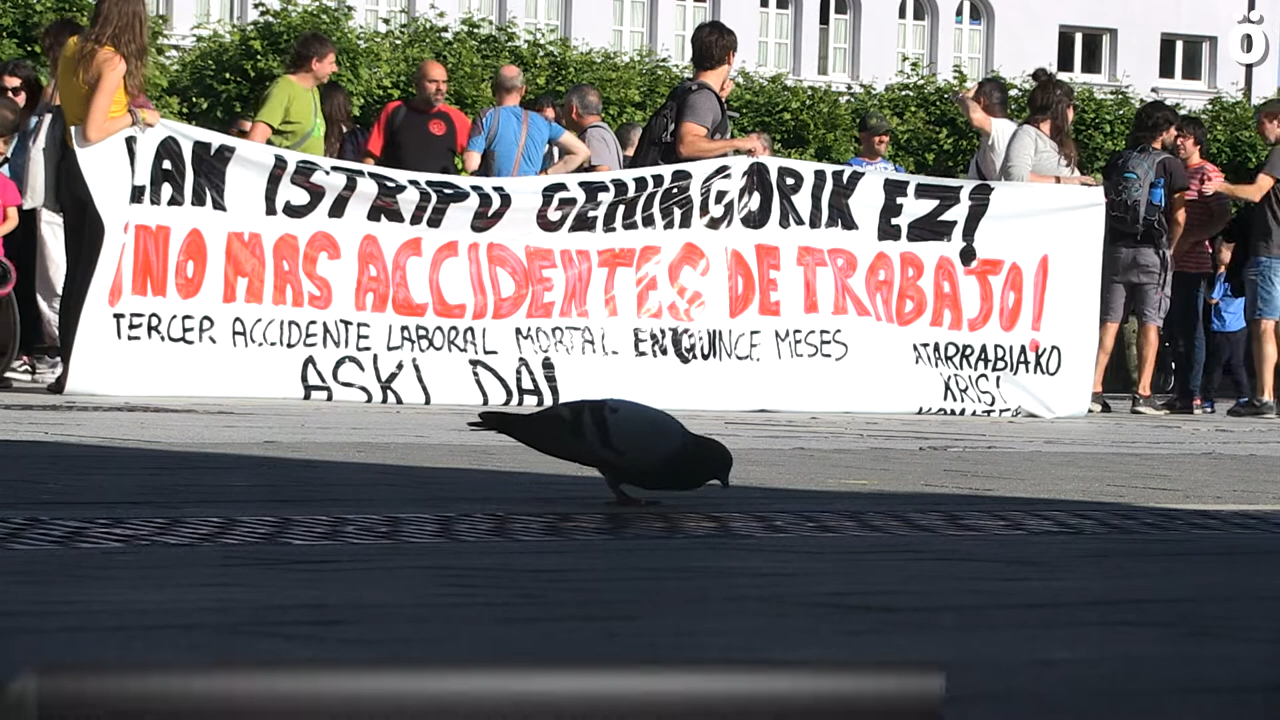 LAN ISTRIPU GEHIAGORIK EZ!
¡NO MAS ACCIDENTES DE TRABAJO!
TERCER ACCIDENTE LABORAL MORTAL EN QUINCE MESES
ASKI DA!
ATARRABIAKO
KRISI
Ö